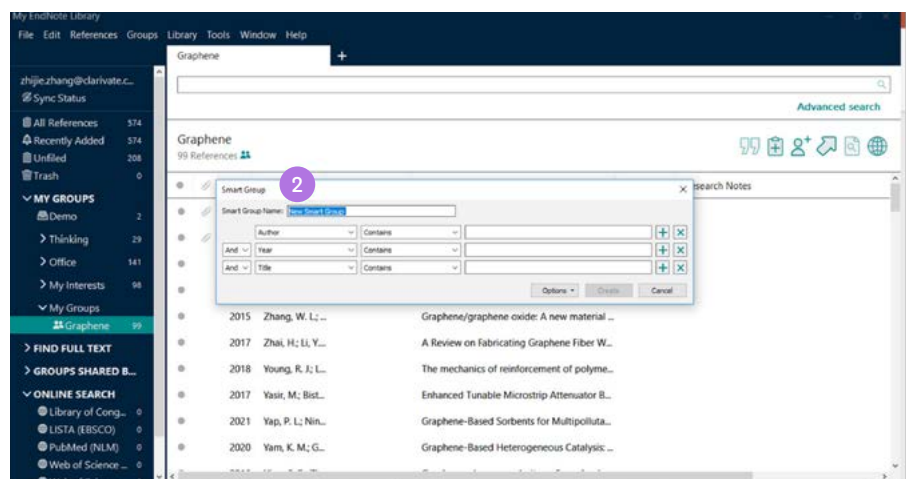 My EndNote Library
File Edit References Groups Library Tools Window Help
Graphene +
zhijie.zhang@clarivate.c...
Sync Status
Advanced search
All References 574
Recently Added 574
Unfiled 208
Trash 0
MY GROUPS
Demo 2
Thinking 29
Office 141
My Interests 98
My Groups
Graphene 99
FIND FULL TEXT
GROUPS SHARED B...
ONLINE SEARCH
Library of Cong... 0
LISTA (EBSCO) 0
PubMed (NLM) 0
Web of Science ... 0
Graphene
99 References
2
Smart Group
Research Notes
Smart Group Name: New Smart Group
Author Contains
And Year Contains
And Title Contains
Options Create Cancel
2015 Zhang, W. L.; ... Graphene/graphene oxide: A new material ...
2017 Zhai, H.; Li, Y.... A Review on Fabricating Graphene Fiber W...
2018 Young, R. J.; L... The mechanics of reinforcement of polyme...
2017 Yasir, M.; Bist... Enhanced Tunable Microstrip Attenuator B...
2021 Yap, P. L.; Nin... Graphene-Based Sorbents for Multipolluta...
2020 Yam, K. M.; G... Graphene-Based Heterogeneous Catalysis: ...